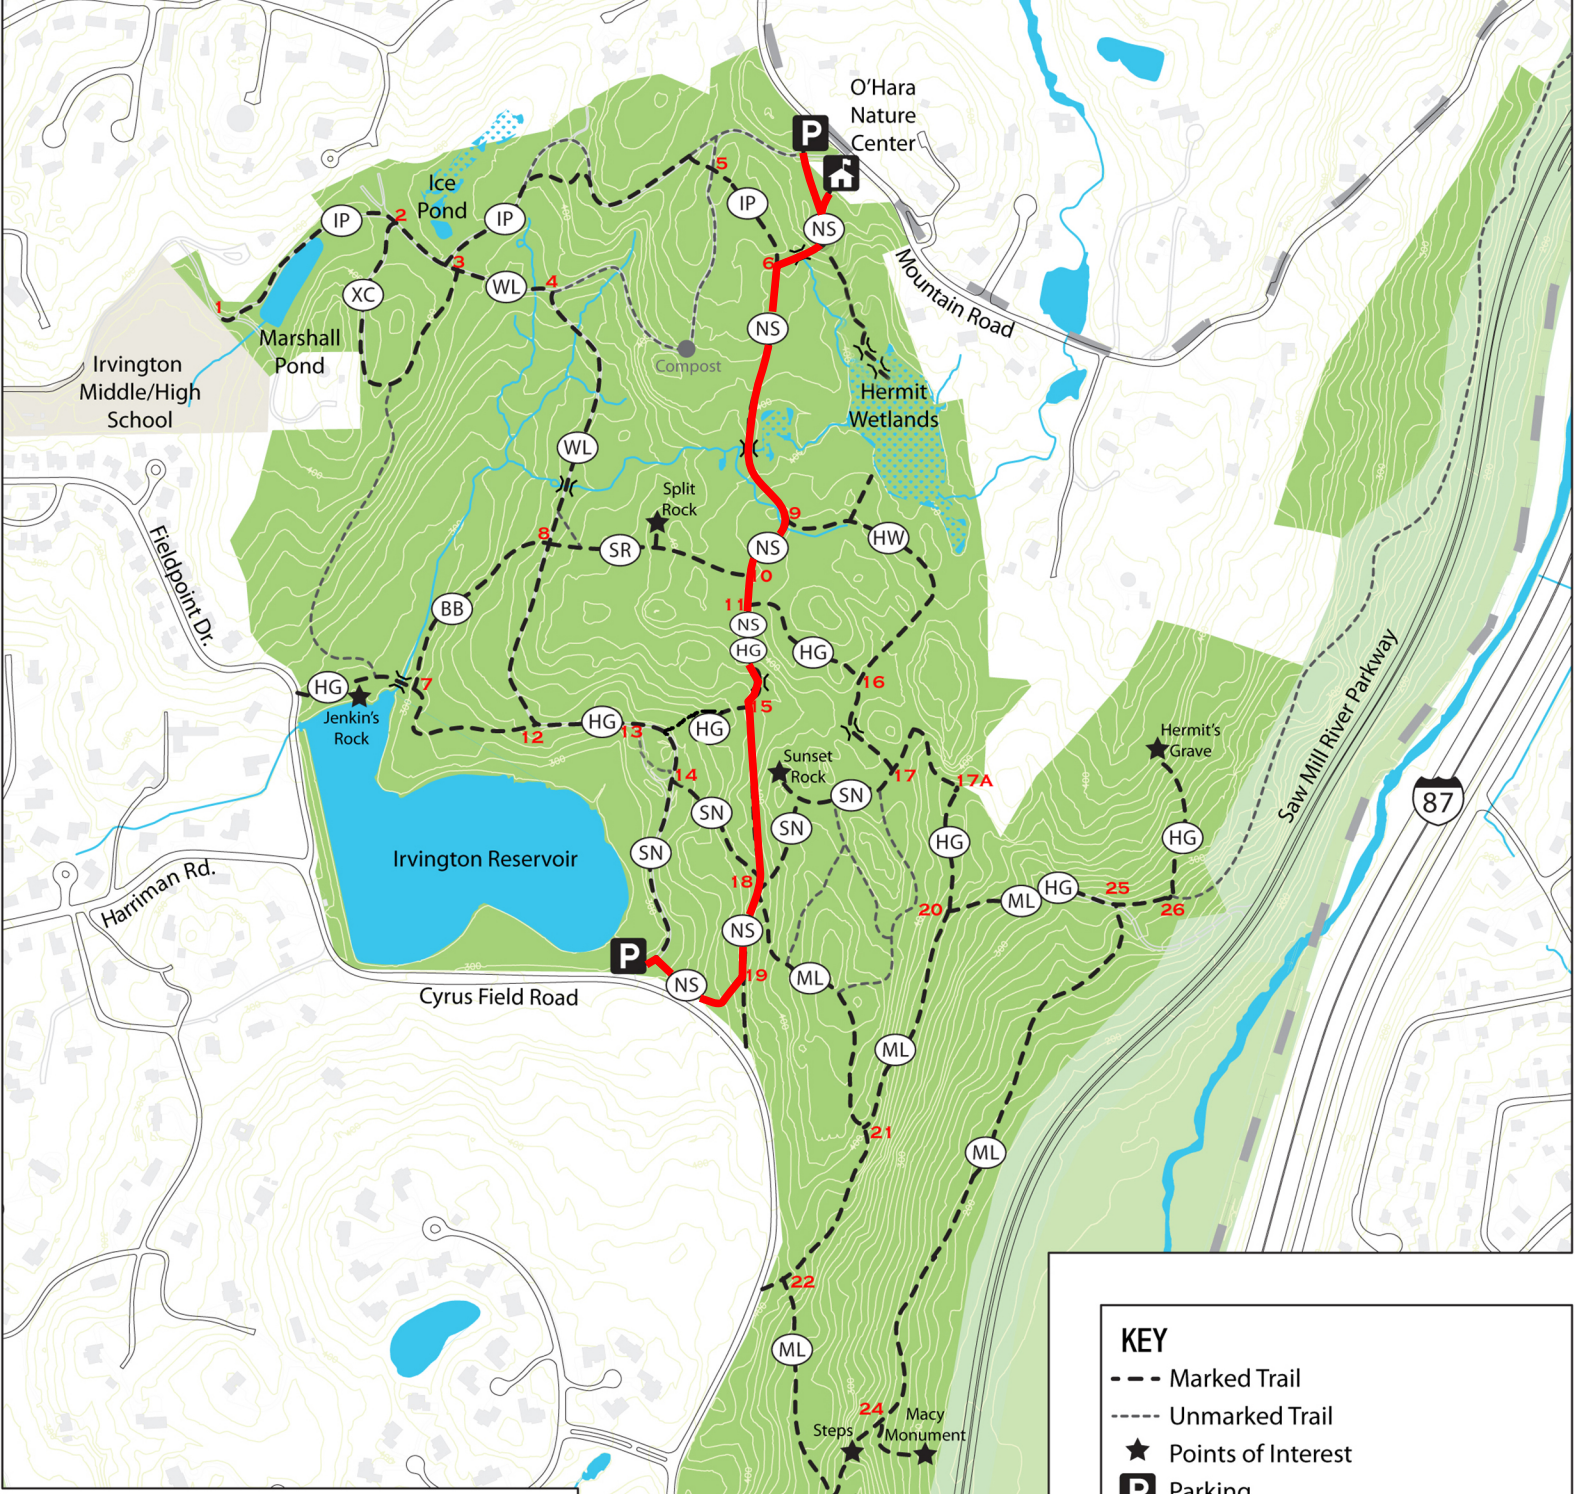 O'Hara
Nature
Center
P
5
Ice
Pond
IP
2
IP
IP
NS
3
6
WL
4
XC
1
NS
Mountain Road
Marshall
Pond
Compost
Irvington
Middle/High
School
Hermit
Wetlands
WL
Split
Rock
9
8
SR
NS
HW
Fieldpoint Dr.
10
BB
11
NS
HG
HG
16
HG
7
Jenkin's
Rock
15
HG
13
HG
12
Hermit's
Grave
Sunset
Rock
14
17
17A
SN
SN
SN
87
Saw Mill River Parkway
HG
HG
SN
Irvington Reservoir
18
Harriman Rd.
ML
HG
25
20
26
NS
P
19
ML
NS
Cyrus Field Road
ML
21
ML
22
ML
24
Macy
Monument
Steps
KEY
Marked Trail
Unmarked Trail
Points of Interest
P
Parking
400
300
200